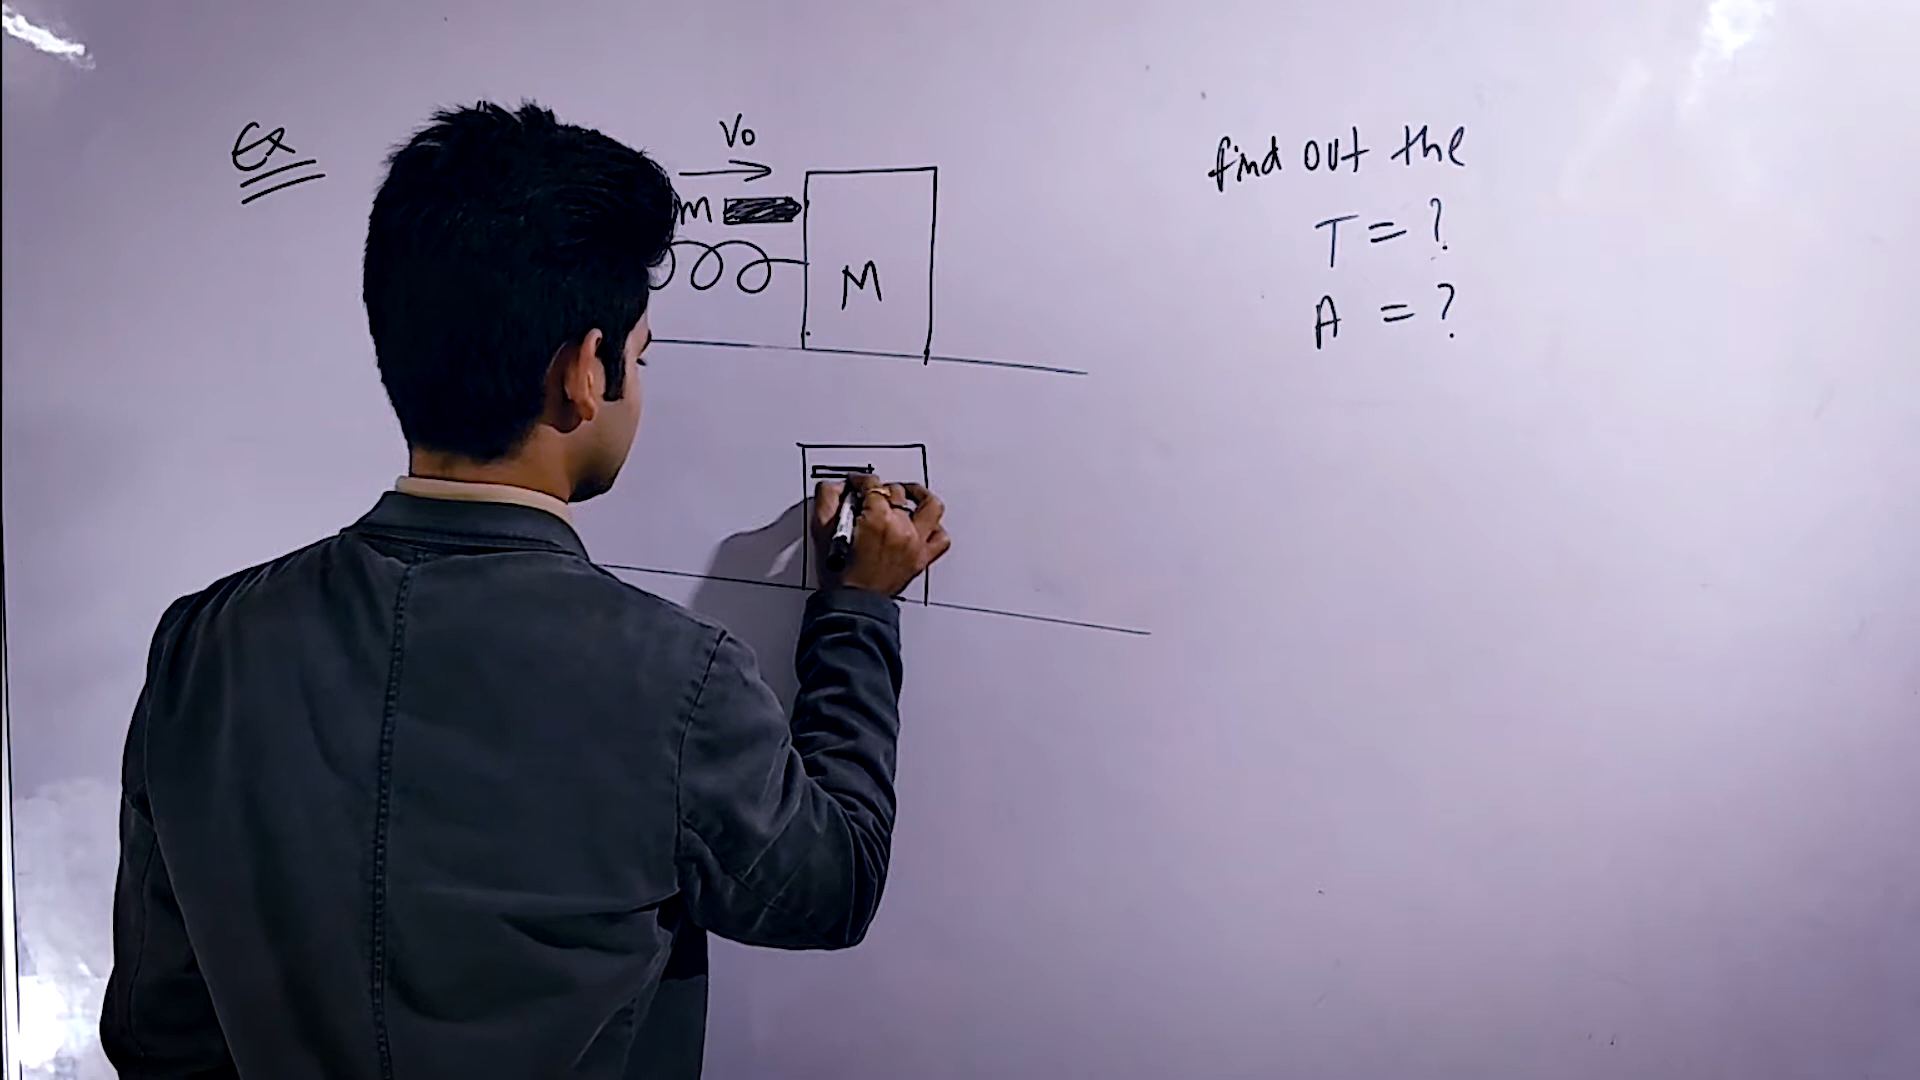 Ex
Vo
m
M
find out the
T = ?
A = ?